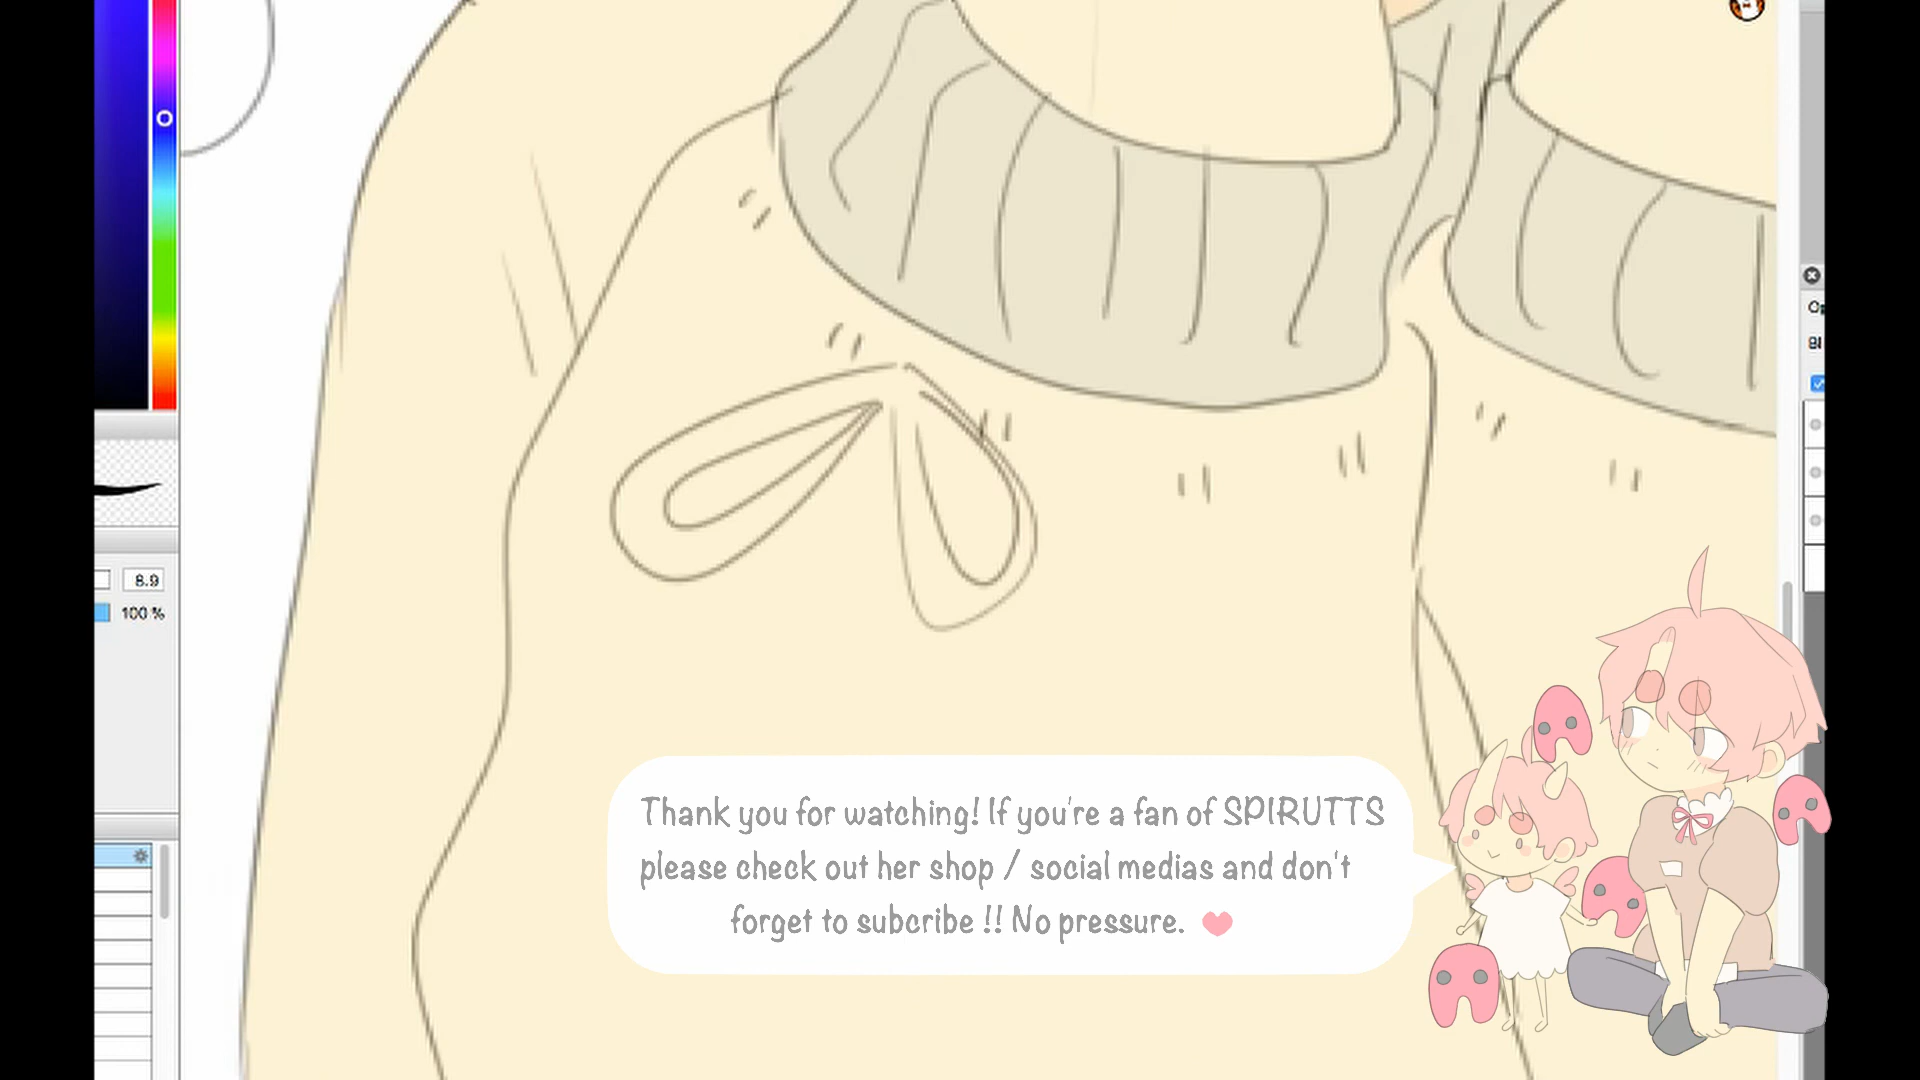 8.9
100 %
Thank you for watching! If you're a fan of SPIRUTTS
please check out her shop / social medias and don't
forget to subcribe !! No pressure.